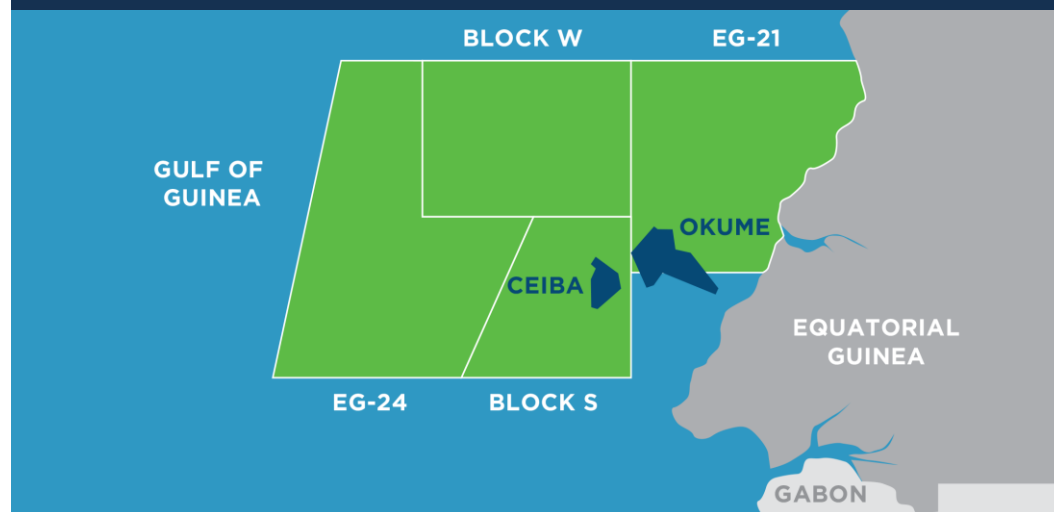 BLOCK W
EG-21
GULF OF
GUINEA
OKUME
CEIBA
EQUATORIAL
GUINEA
EG-24
BLOCK S
GABON